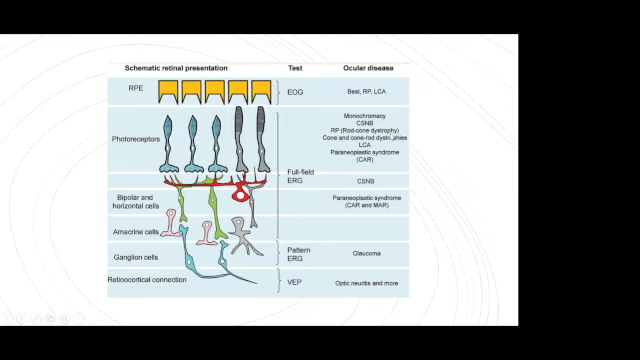 Schematic retinal presentation Test Ocular disease
RPE EOG Best, RP, LCA
Photoreceptors
Monochromacy
CSNB
RP (Rod-cone dystrophy)
Cone and cone-rod dystrophies
LCA
Paraneoplastic syndrome
(CAR)
Full-field
ERG
CSNB
Bipolar and
horizontal cells
Paraneoplastic syndrome
(CAR and MAR)
Amacrine cells
Ganglion cells
Pattern
ERG
Glaucoma
Retinocortical connection VEP Optic neuritis and more